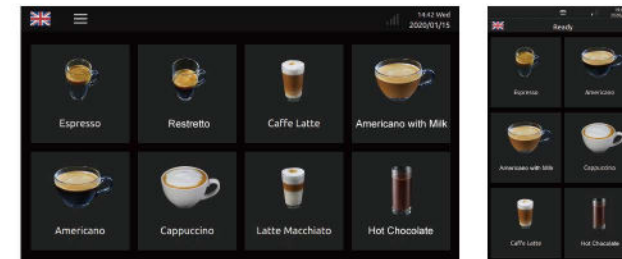 14:42 Wed
2020/01/15
Espresso
Restretto
Caffe Latte
Americano with Milk
Americano
Cappuccino
Latte Macchiato
Hot Chocolate
Ready
Espresso
Americano
Americano with Milk
Cappuccino
Caffe Latte
Hot Chocolate